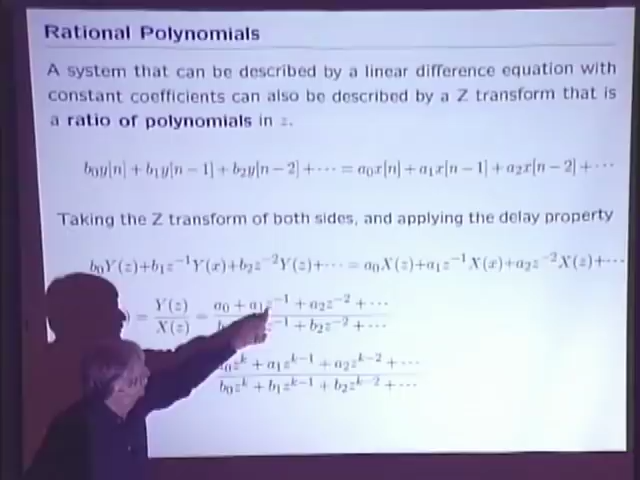 Rational Polynomials
A system that can be described by a linear difference equation with
constant coefficients can also be described by a Z transform that is
a ratio of polynomials in z.
b₀y[n] + b₁y[n − 1] + b₂y[n − 2] + ··· = a₀x[n] + a₁x[n − 1] + a₂x[n − 2] + ···
Taking the Z transform of both sides, and applying the delay property
b₀Y(z)+b₁z⁻¹Y(x)+b₂z⁻²Y(z)+··· = a₀X(z)+a₁z⁻¹X(x)+a₂z⁻²X(z)+···
) = Y(z)/X(z) = (a₀ + a₁z⁻¹ + a₂z⁻² + ···)/(b z⁻¹ + b₂z⁻² + ···)
(₀zᵏ + a₁zᵏ⁻¹ + a₂zᵏ⁻² + ···)/(b₀zᵏ + b₁zᵏ⁻¹ + b₂zᵏ⁻² + ···)